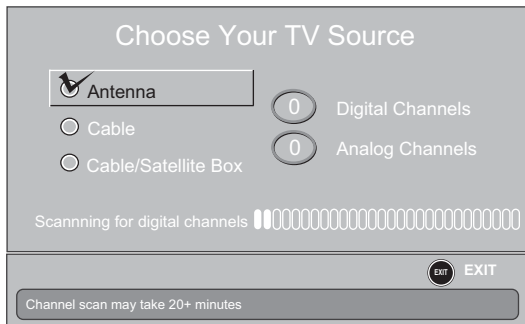 Choose Your TV Source
Antenna
0 Digital Channels
Cable
0 Analog Channels
Cable/Satellite Box
Scannning for digital channels
EXIT EXIT
Channel scan may take 20+ minutes